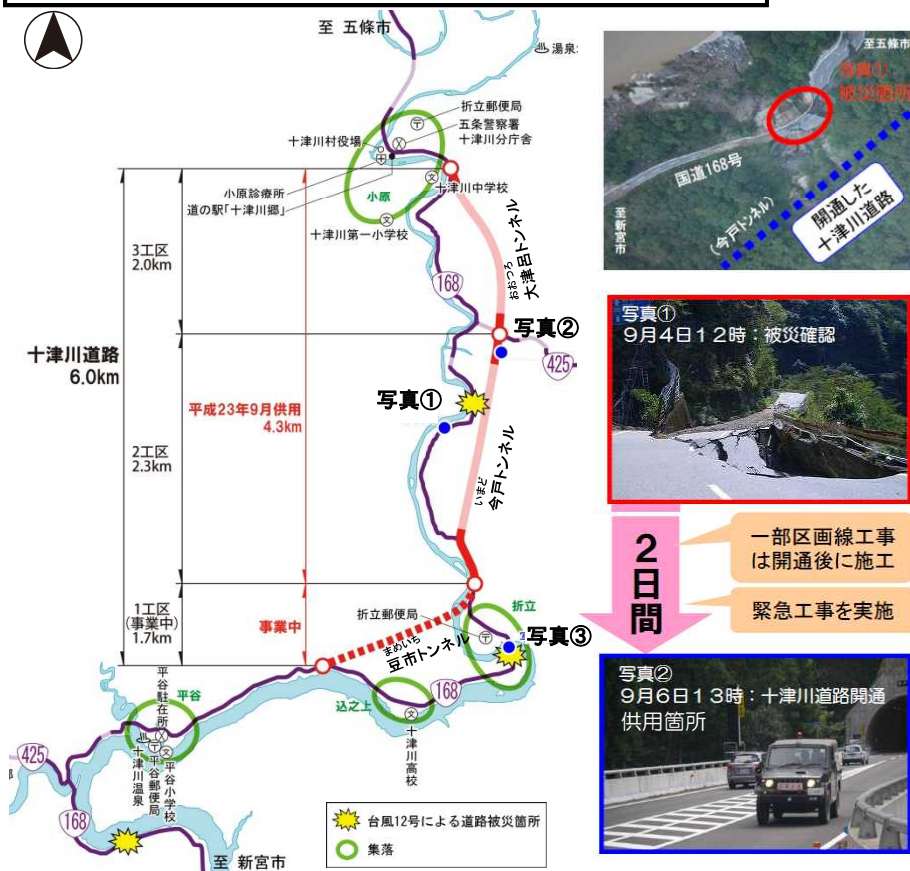 至 五條市
湯泉
折立郵便局
五条警察署
十津川分庁舎
十津川村役場
小原診療所
道の駅「十津川郷」
小原
十津川中学校
十津川第一小学校
3工区
2.0km
おおつろ
大津呂トンネル
168
写真②
425
十津川道路
6.0km
写真①
平成23年9月供用
4.3km
2工区
2.3km
いまど
今戸トンネル
1工区
(事業中)
1.7km
事業中
折立郵便局
折立
写真③
まめいち
豆市トンネル
平谷
平谷駐在所
168
込之上
十津川高校
425
十津川温泉
平谷郵便局
平谷小学校
168
至 新宮市
台風12号による道路被災箇所
集落
至五條市
写真①
被災箇所
国道168号
至新宮市
(今戸トンネル)
開通した
十津川道路
写真①
9月4日12時:被災確認
2日間
一部区画線工事
は開通後に施工
緊急工事を実施
写真②
9月6日13時:十津川道路開通
供用箇所